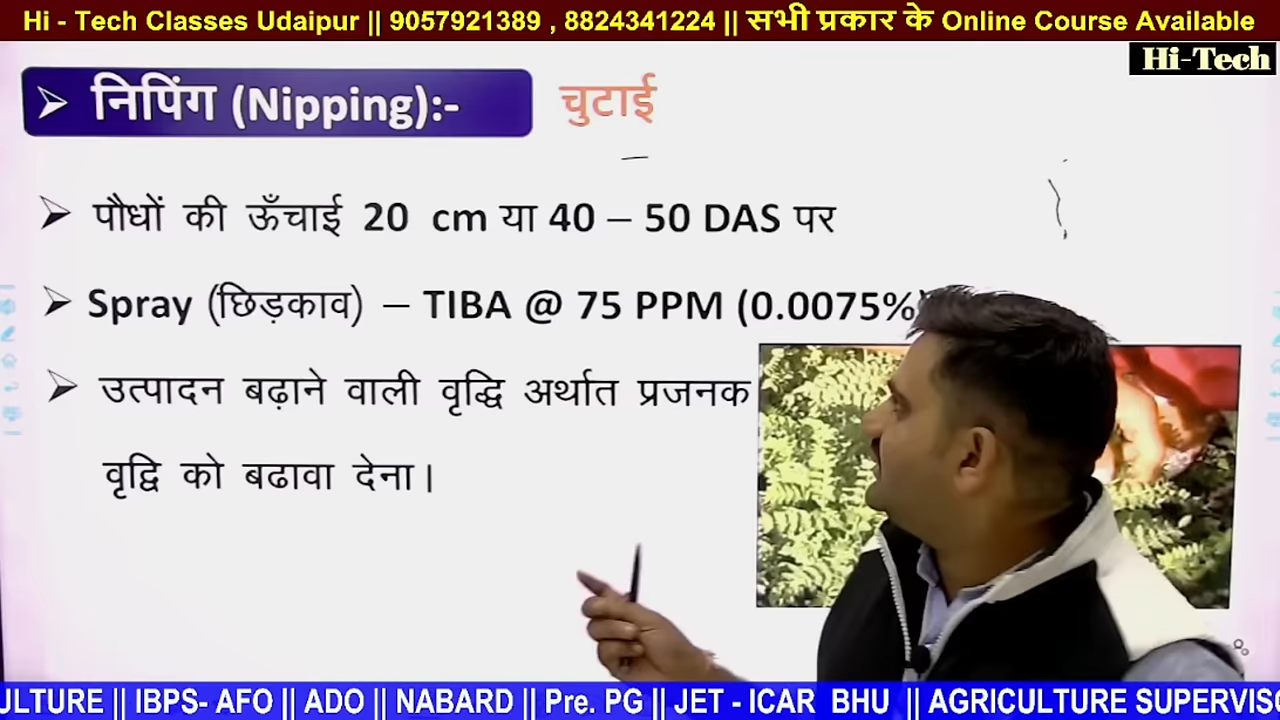 Hi - Tech Classes Udaipur || 9057921389 , 8824341224 || सभी प्रकार के Online Course Available
Hi-Tech
➢ निपिंग (Nipping):- चुटाई
➢ पौधों की ऊँचाई 20 cm या 40 – 50 DAS पर
➢ Spray (छिड़काव) – TIBA @ 75 PPM (0.0075%
➢ उत्पादन बढ़ाने वाली वृद्धि अर्थात प्रजनक
वृद्वि को बढावा देना।
ULTURE || IBPS- AFO || ADO || NABARD || Pre. PG || JET - ICAR BHU || AGRICULTURE SUPERVISO